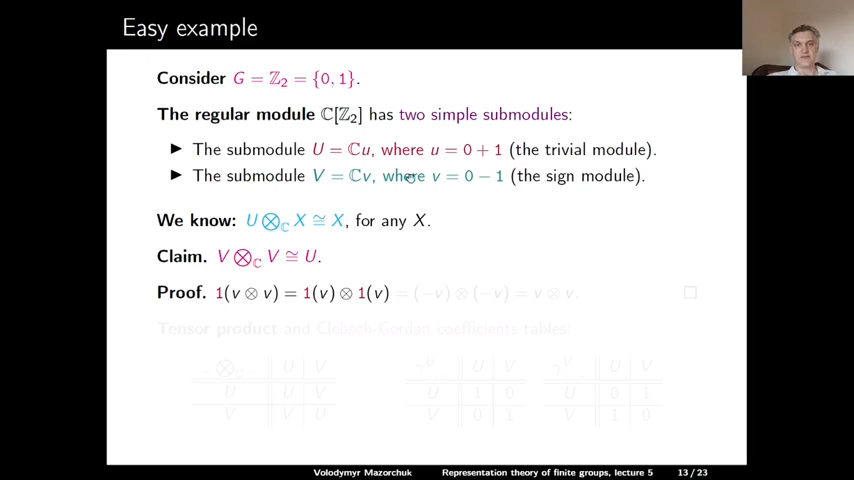 Easy example
Consider G = ℤ₂ = {0, 1}.
The regular module ℂ[ℤ₂] has two simple submodules:
▶ The submodule U = ℂu, where u = 0 + 1 (the trivial module).
▶ The submodule V = ℂv, where v = 0 − 1 (the sign module).
We know: U ⊗_ℂ X ≅ X, for any X.
Claim. V ⊗_ℂ V ≅ U.
Proof. 1(v ⊗ v) = 1(v) ⊗ 1(v) = (−v) ⊗ (−v) = v ⊗ v. □
Tensor product and Clebsch-Gordan coefficients tables:
- ⊗_ℂ - U V γ^U U V γ^V U V
U U V U 1 0 U 0 1
V V U V 0 1 V 1 0
Volodymyr Mazorchuk Representation theory of finite groups, lecture 5 13 / 23